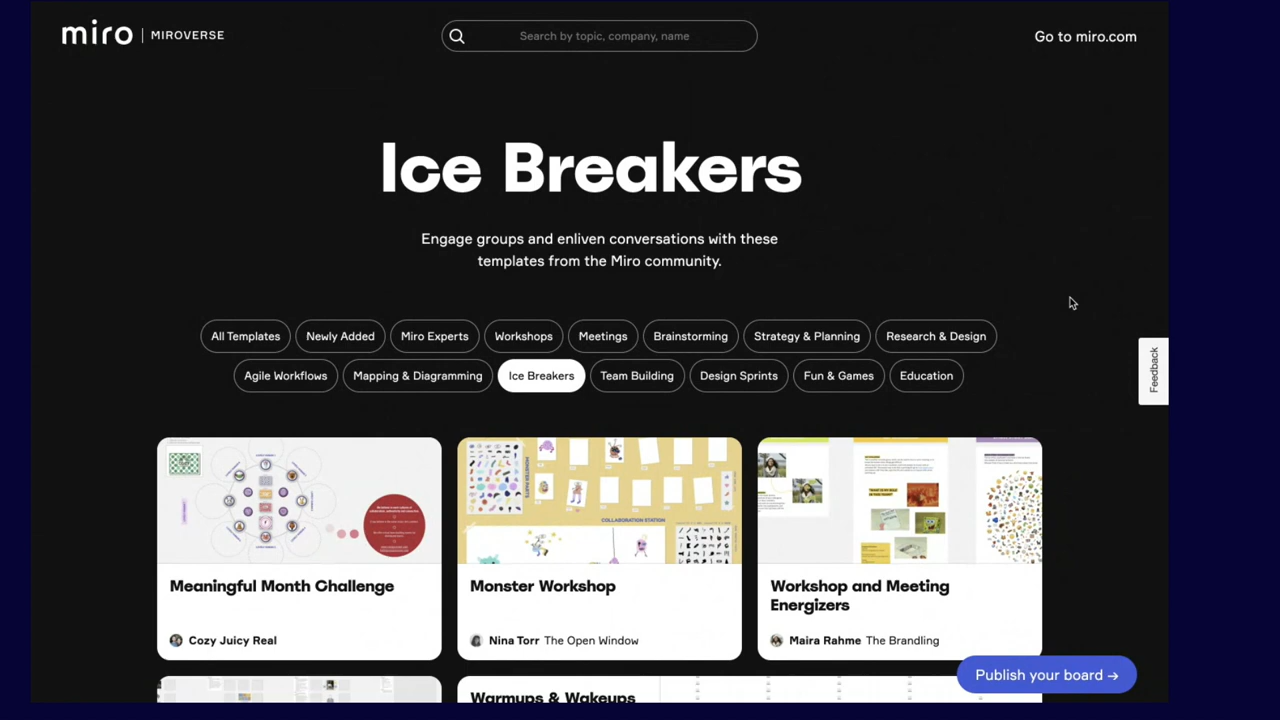 miro | MIROVERSE
Search by topic, company, name
Go to miro.com
Ice Breakers
Engage groups and enliven conversations with these
templates from the Miro community.
All Templates
Newly Added
Miro Experts
Workshops
Meetings
Brainstorming
Strategy & Planning
Research & Design
Agile Workflows
Mapping & Diagramming
Ice Breakers
Team Building
Design Sprints
Fun & Games
Education
Feedback
MONSTER PARTS
COLLABORATION STATION
Meaningful Month Challenge
Cozy Juicy Real
Monster Workshop
Nina Torr The Open Window
Workshop and Meeting
Energizers
Maira Rahme The Brandling
Warmups & Wakeups
Publish your board →